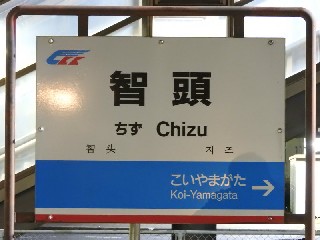 智頭
ちず Chizu
智头 지즈
こいやまがた
Koi-Yamagata